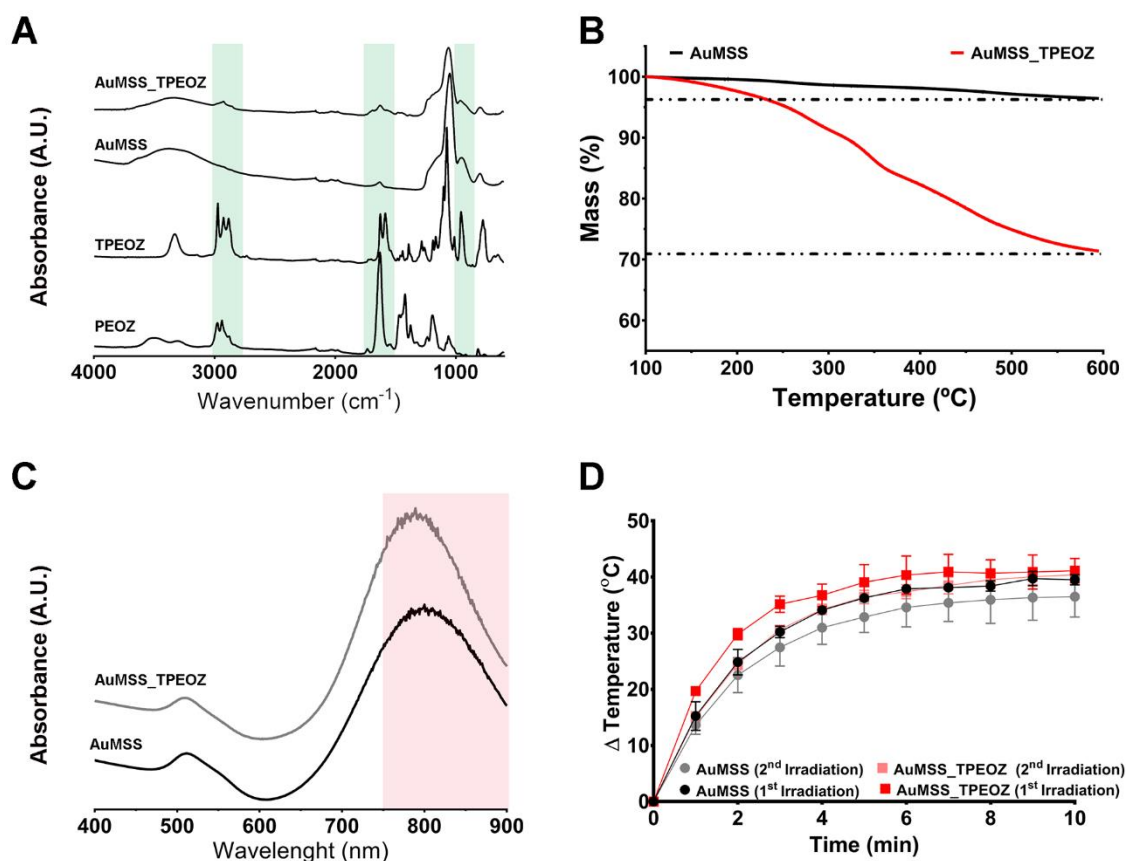 A
AuMSS_TPEOZ
AuMSS
TPEOZ
PEOZ
Absorbance (A.U.)
4000 3000 2000 1000
Wavenumber (cm⁻¹)
B
AuMSS AuMSS_TPEOZ
100
90
80
70
60
Mass (%)
100 200 300 400 500 600
Temperature (ºC)
C
AuMSS_TPEOZ
AuMSS
Absorbance (A.U.)
400 500 600 700 800 900
Wavelenght (nm)
D
50
40
30
20
10
0
Δ Temperature (°C)
AuMSS (2nd Irradiation) AuMSS_TPEOZ (2nd Irradiation)
AuMSS (1st Irradiation) AuMSS_TPEOZ (1st Irradiation)
0 2 4 6 8 10
Time (min)